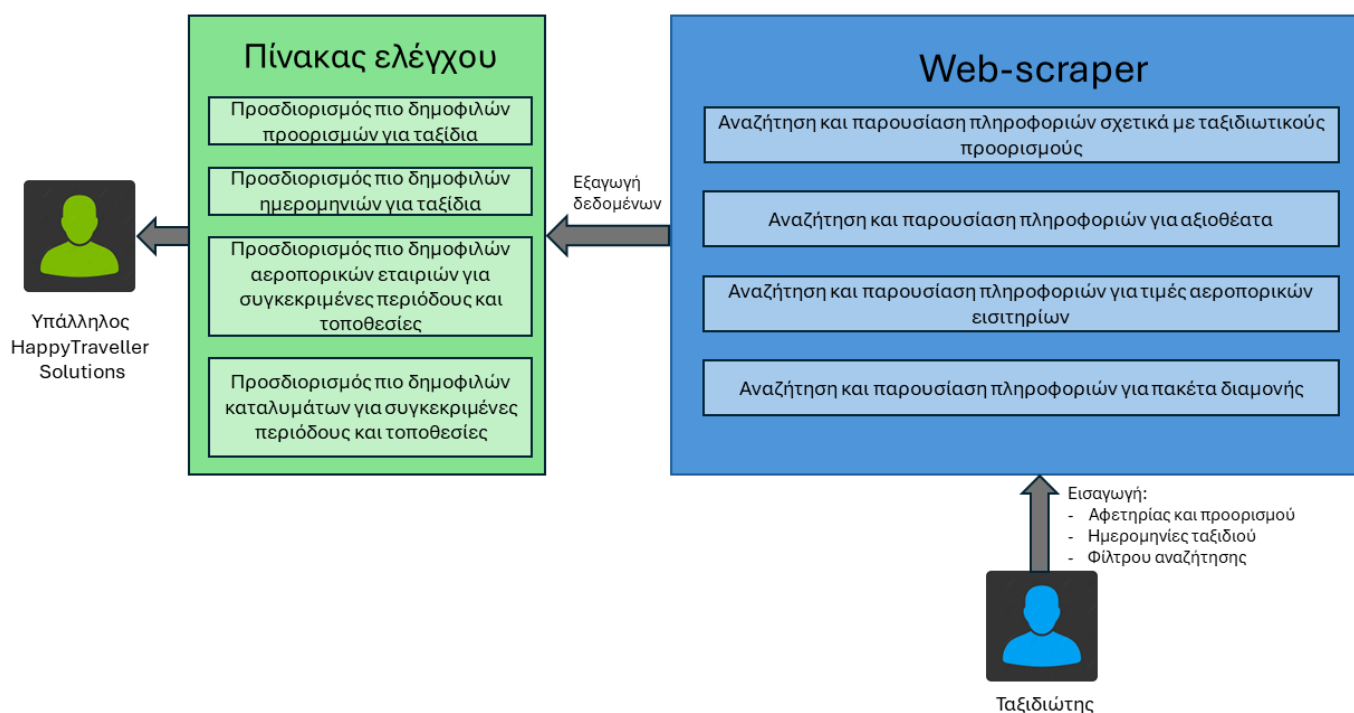 Πίνακας ελέγχου
Προσδιορισμός πιο δημοφιλών
προορισμών για ταξίδια
Προσδιορισμός πιο δημοφιλών
ημερομηνιών για ταξίδια
Προσδιορισμός πιο δημοφιλών
αεροπορικών εταιριών για
συγκεκριμένες περιόδους και
τοποθεσίες
Προσδιορισμός πιο δημοφιλών
καταλυμάτων για συγκεκριμένες
περιόδους και τοποθεσίες
Υπάλληλος
HappyTraveller
Solutions
Εξαγωγή
δεδομένων
Web-scraper
Αναζήτηση και παρουσίαση πληροφοριών σχετικά με ταξιδιωτικούς
προορισμούς
Αναζήτηση και παρουσίαση πληροφοριών για αξιοθέατα
Αναζήτηση και παρουσίαση πληροφοριών για τιμές αεροπορικών
εισιτηρίων
Αναζήτηση και παρουσίαση πληροφοριών για πακέτα διαμονής
Εισαγωγή:
- Αφετηρίας και προορισμού
- Ημερομηνίες ταξιδιού
- Φίλτρου αναζήτησης
Ταξιδιώτης